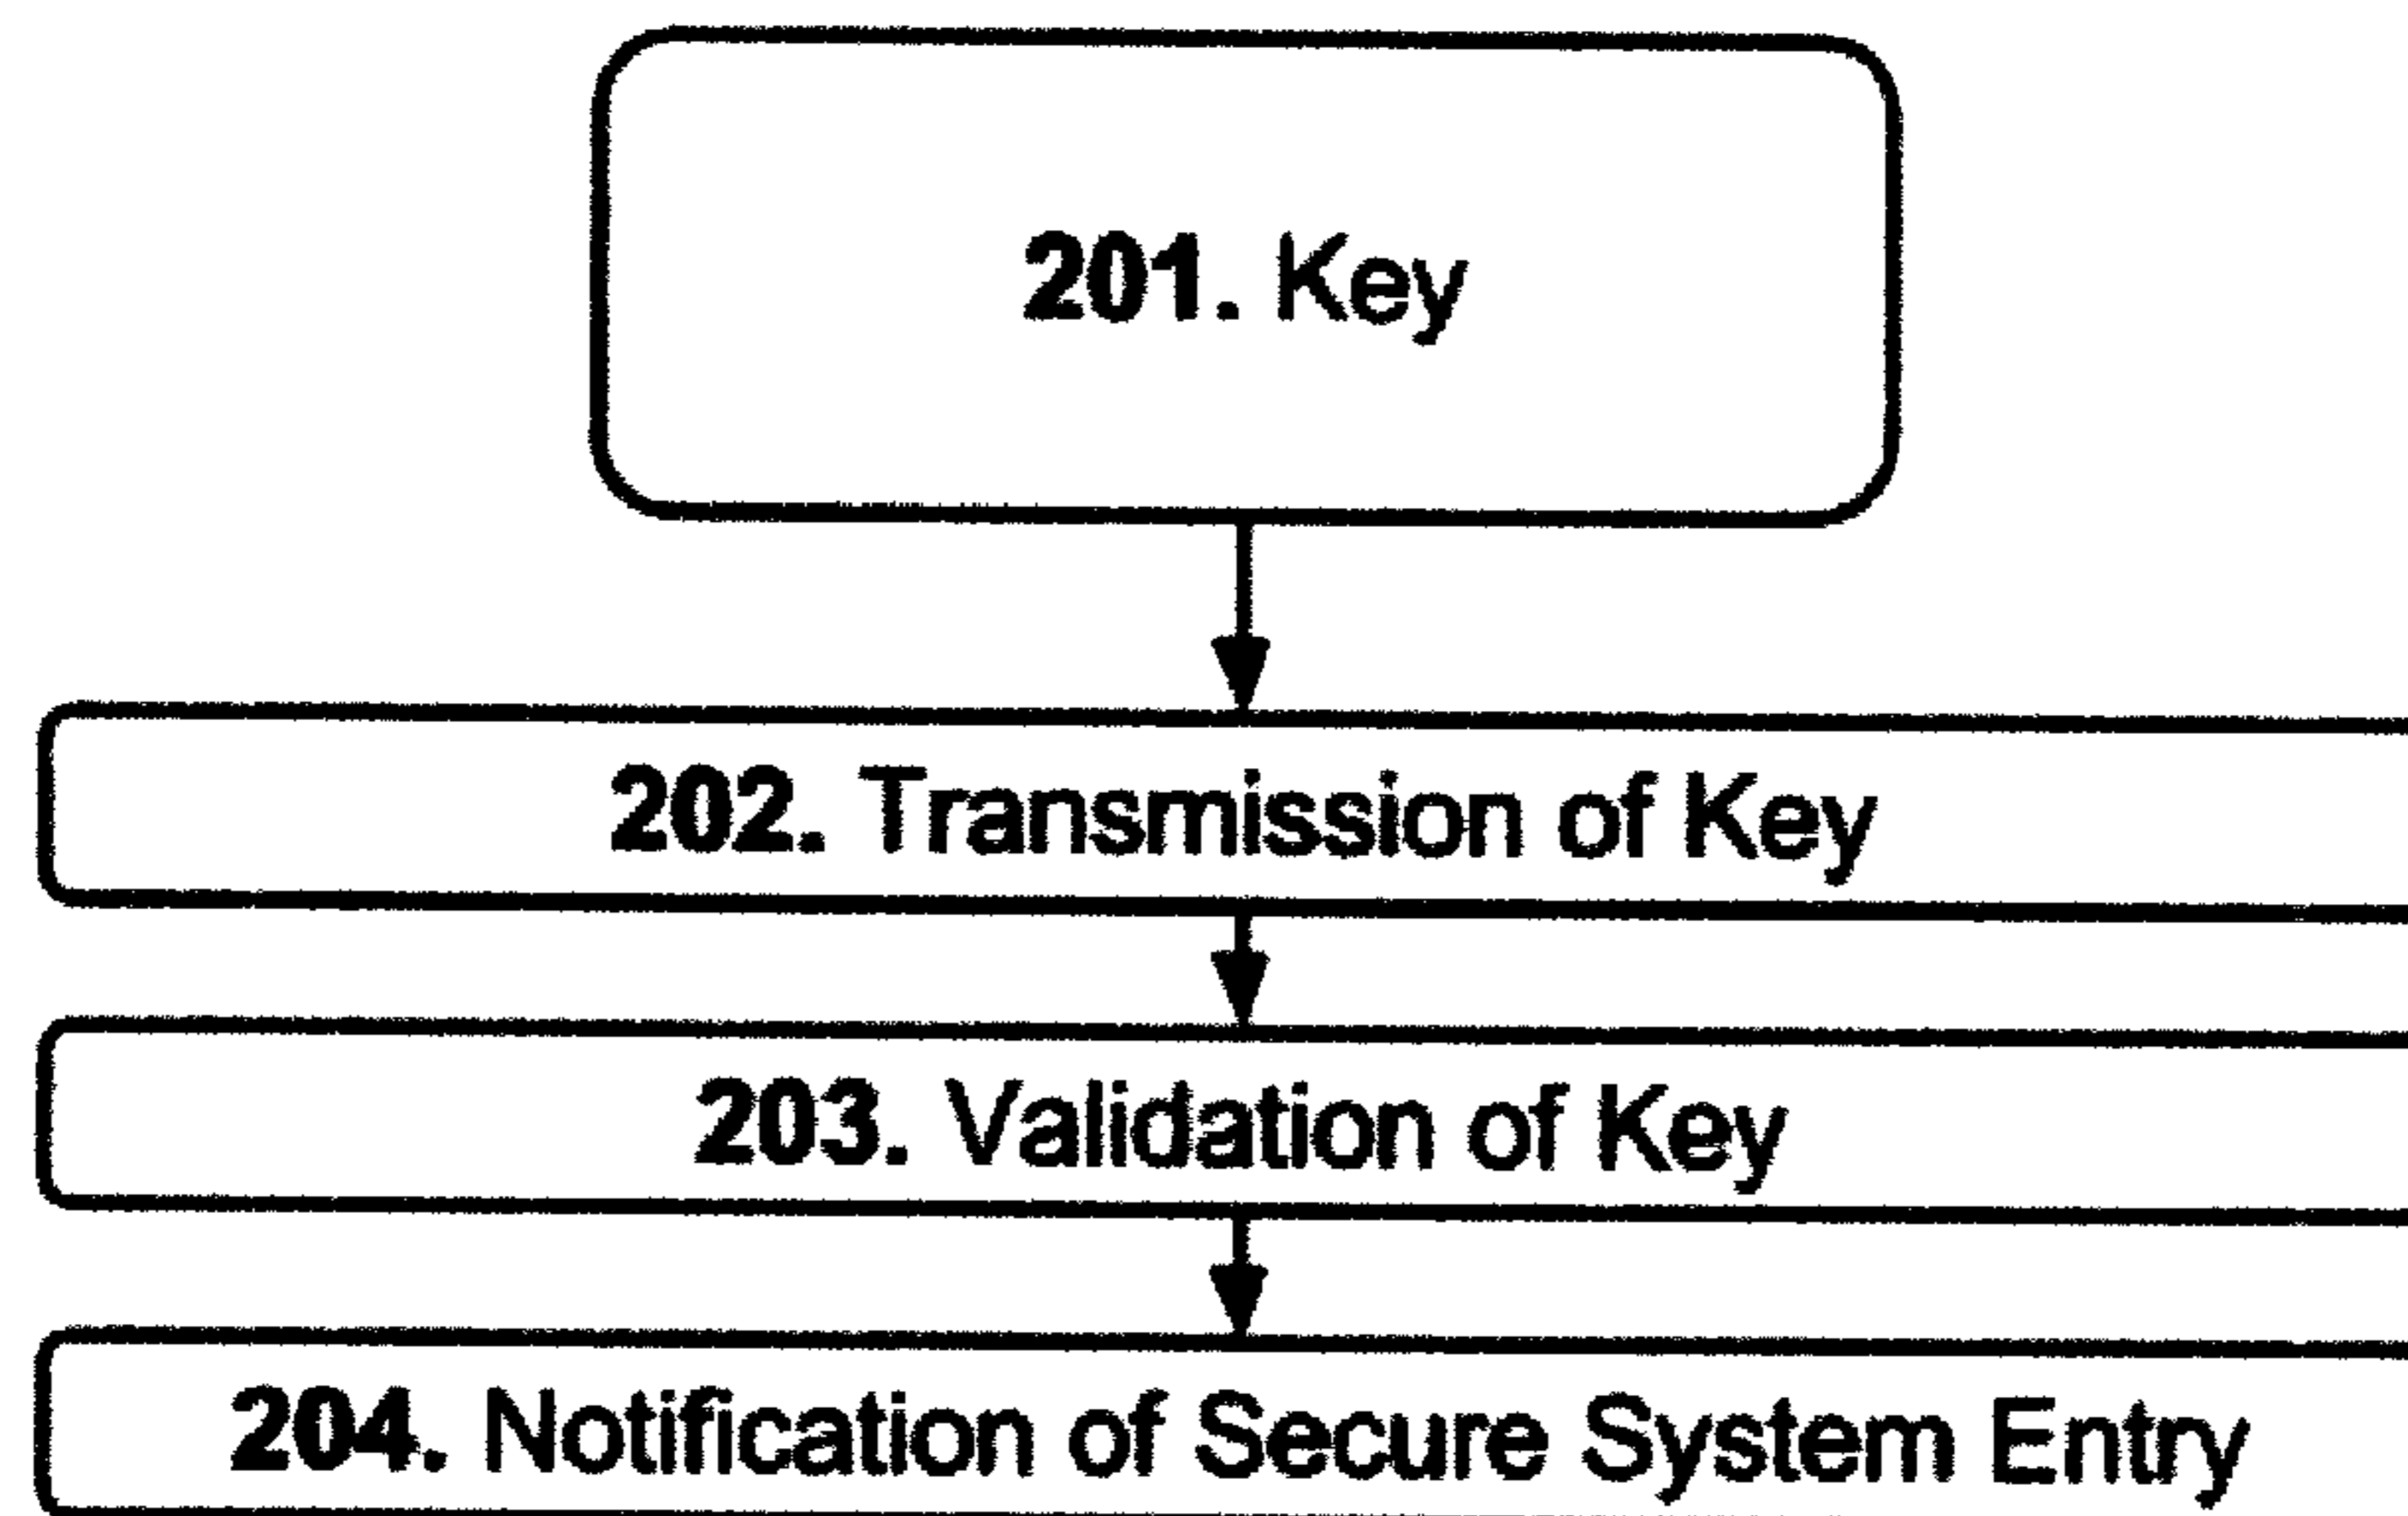 201. Key
202. Transmission of Key
203. Validation of Key
204. Notification of Secure System Entry